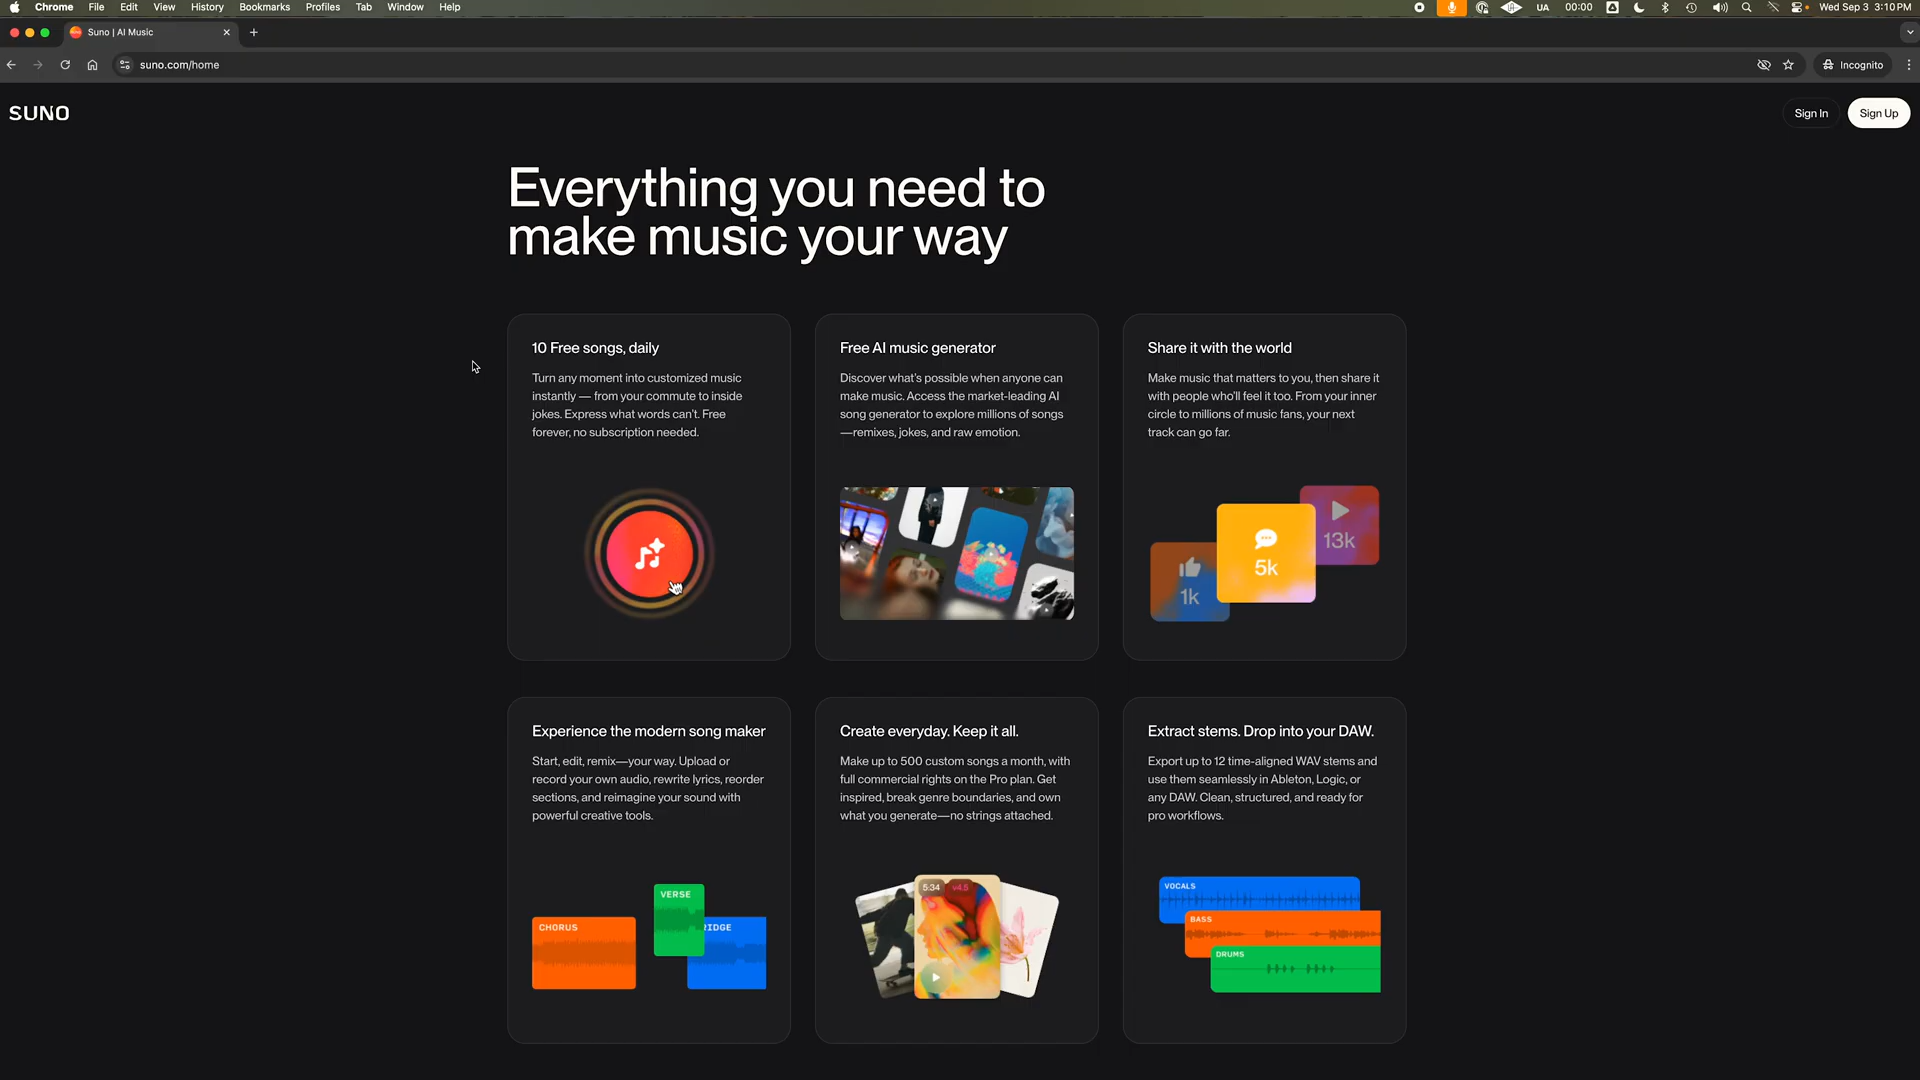 Chrome File Edit View History Bookmarks Profiles Tab Window Help
UA 00:00 Wed Sep 3 3:10 PM
Suno | AI Music
suno.com/home
Incognito
SUNO
Sign In
Sign Up
Everything you need to
make music your way
10 Free songs, daily
Turn any moment into customized music
instantly — from your commute to inside
jokes. Express what words can't. Free
forever, no subscription needed.
Free AI music generator
Discover what's possible when anyone can
make music. Access the market-leading AI
song generator to explore millions of songs
—remixes, jokes, and raw emotion.
Share it with the world
Make music that matters to you, then share it
with people who'll feel it too. From your inner
circle to millions of music fans, your next
track can go far.
1k
5k
13k
Experience the modern song maker
Start, edit, remix—your way. Upload or
record your own audio, rewrite lyrics, reorder
sections, and reimagine your sound with
powerful creative tools.
CHORUS
VERSE
RIDGE
Create everyday. Keep it all.
Make up to 500 custom songs a month, with
full commercial rights on the Pro plan. Get
inspired, break genre boundaries, and own
what you generate—no strings attached.
5:34
v4.5
Extract stems. Drop into your DAW.
Export up to 12 time-aligned WAV stems and
use them seamlessly in Ableton, Logic, or
any DAW. Clean, structured, and ready for
pro workflows.
VOCALS
BASS
DRUMS